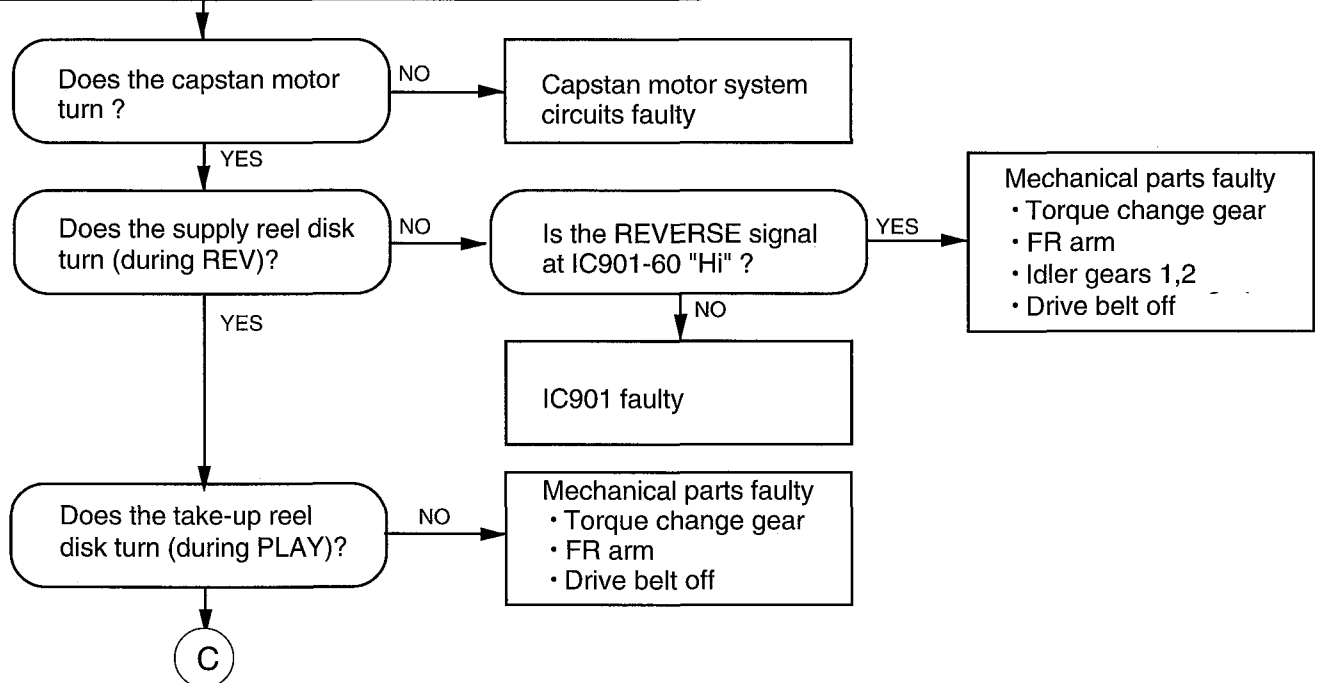 Does the capstan motor
turn ?
NO
Capstan motor system
circuits faulty
YES
Does the supply reel disk
turn (during REV)?
NO
Is the REVERSE signal
at IC901-60 "Hi" ?
YES
Mechanical parts faulty
・Torque change gear
・FR arm
・Idler gears 1,2
・Drive belt off
YES
NO
IC901 faulty
Does the take-up reel
disk turn (during PLAY)?
NO
Mechanical parts faulty
・Torque change gear
・FR arm
・Drive belt off
C